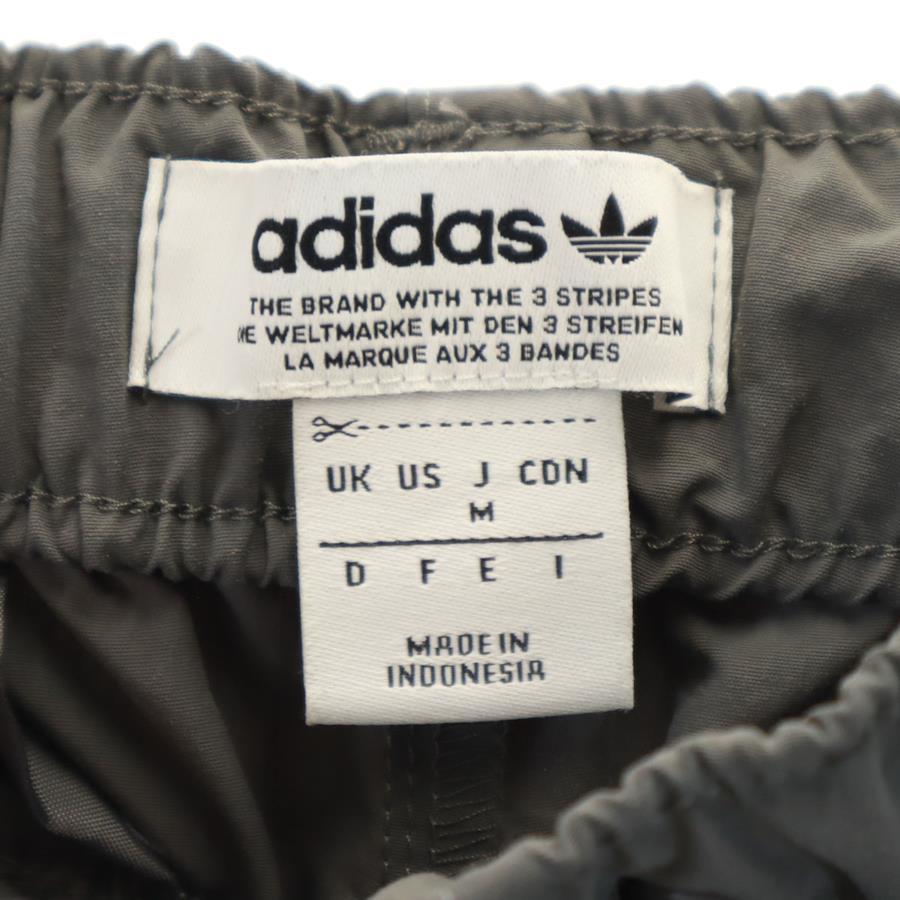 adidas
THE BRAND WITH THE 3 STRIPES
WELTMARKE MIT DEN 3 STREIFEN
LA MARQUE AUX 3 BANDES
UK US J CDN
M
D F E I
MADE IN
INDONESIA